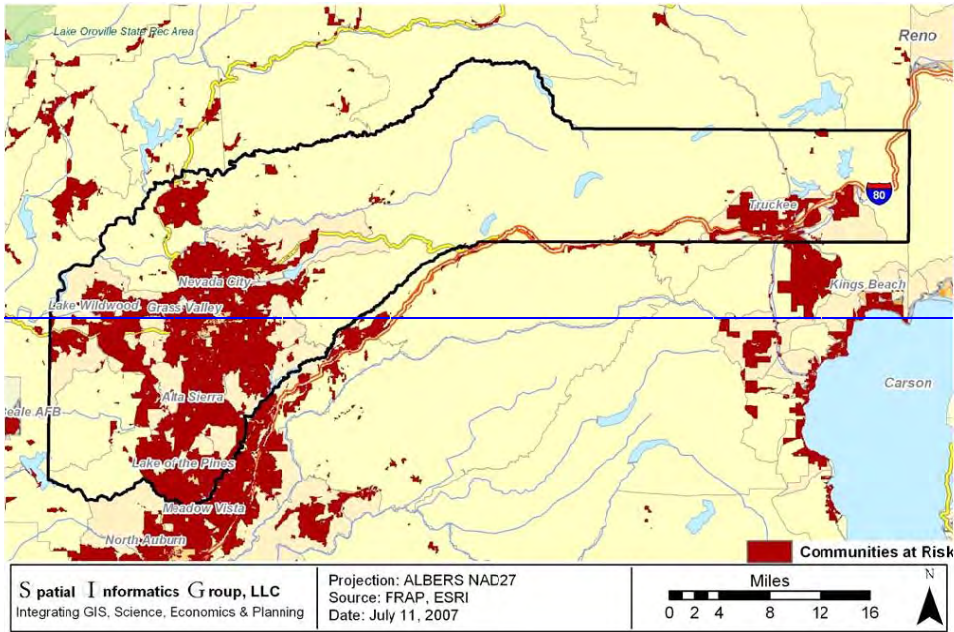 Lake Oroville State Rec Area
Reno
80
Truckee
Nevada City
Kings Beach
Lake Wildwood
Grass Valley
Carson
Alta Sierra
Beale AFB
Lake of the Pines
Meadow Vista
North Auburn
Communities at Risk
Spatial Informatics Group, LLC
Integrating GIS, Science, Economics & Planning
Projection: ALBERS NAD27
Source: FRAP, ESRI
Date: July 11, 2007
Miles
0 2 4 8 12 16
N